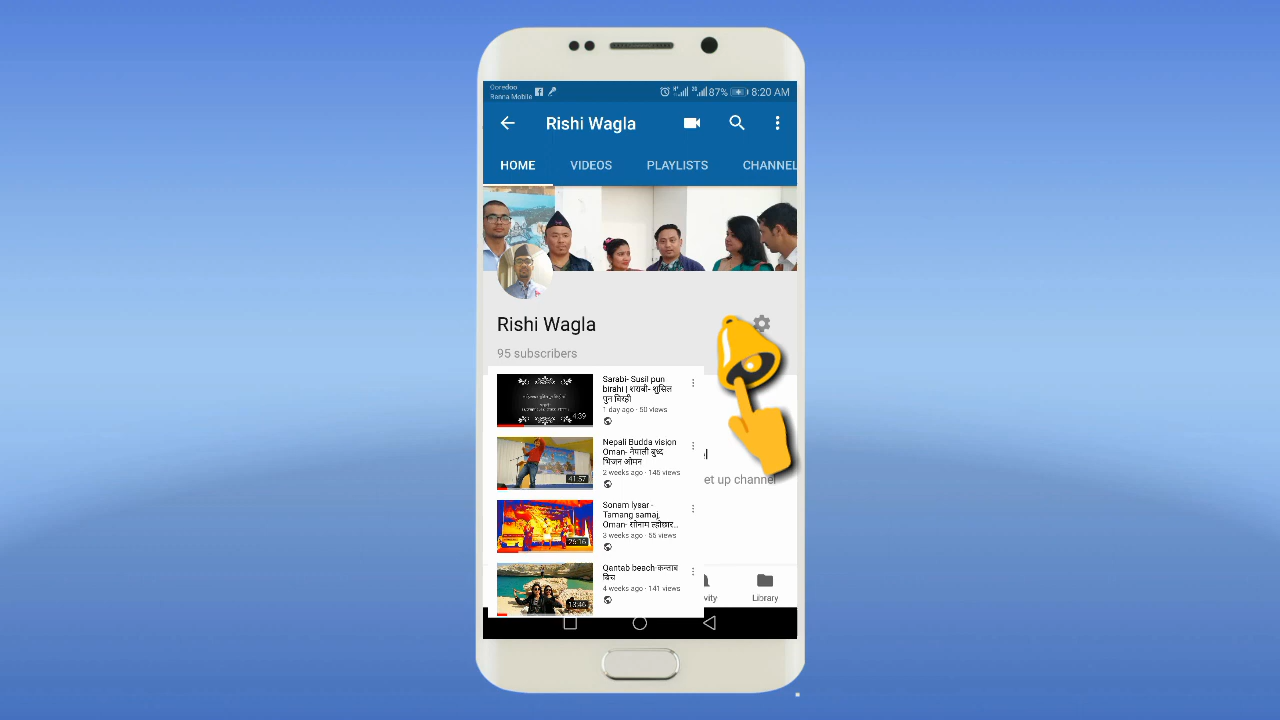 Ooredoo
Renna Mobile
87%
8:20 AM
Rishi Wagla
HOME VIDEOS PLAYLISTS CHANNEL
Rishi Wagla
95 subscribers
Sarabi- Susil pun
birahi | शराबी- शुसिल
पुन बिरही
1 day ago · 50 views
4:39
Nepali Budda vision
Oman- नेपाली बुध्द
भिजन ओमन
2 weeks ago · 146 views
41:57
el
et up channel
Sonam lysar -
Tamang samaj,
Oman- सोनाम ल्होछार...
3 weeks ago · 55 views
26:16
Qantab beach-कन्ताब
बिच
4 weeks ago · 141 views
13:46
vity
Library